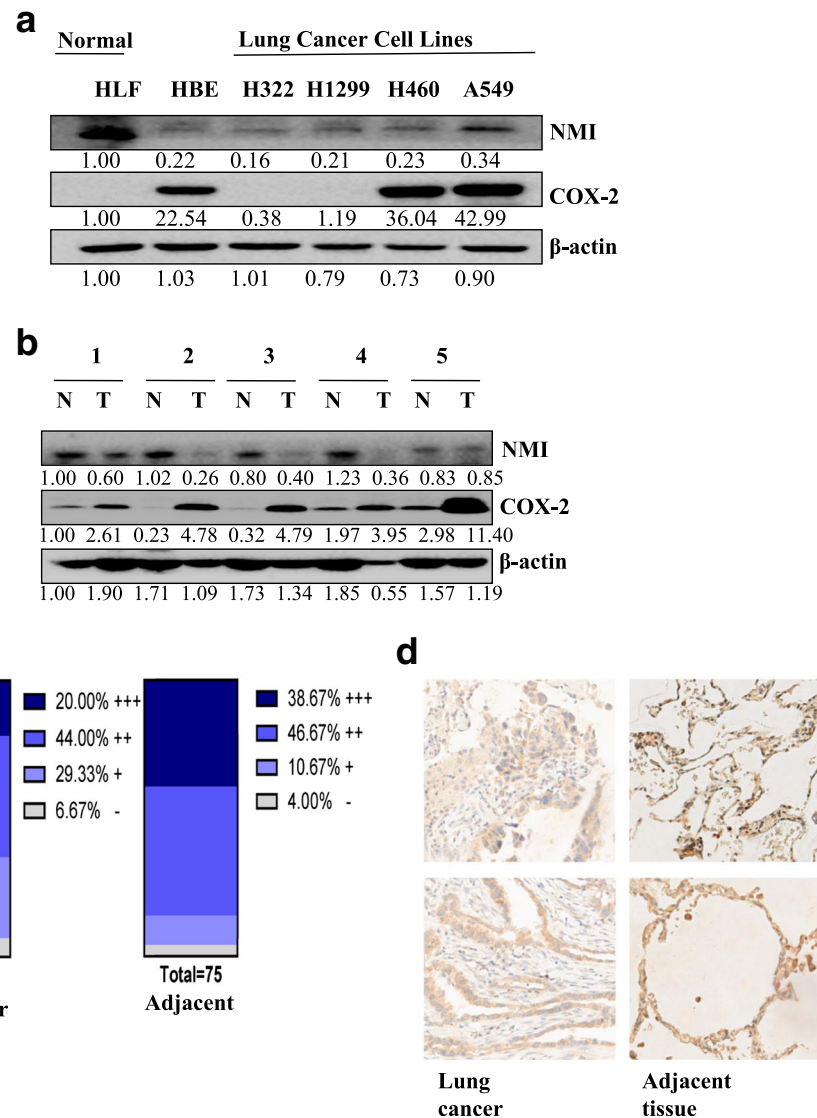 a
Normal Lung Cancer Cell Lines
HLF HBE H322 H1299 H460 A549
NMI
1.00 0.22 0.16 0.21 0.23 0.34
COX-2
1.00 22.54 0.38 1.19 36.04 42.99
β-actin
1.00 1.03 1.01 0.79 0.73 0.90
b
1 2 3 4 5
N T N T N T N T N T
NMI
1.00 0.60 1.02 0.26 0.80 0.40 1.23 0.36 0.83 0.85
COX-2
1.00 2.61 0.23 4.78 0.32 4.79 1.97 3.95 2.98 11.40
β-actin
1.00 1.90 1.71 1.09 1.73 1.34 1.85 0.55 1.57 1.19
20.00% +++
44.00% ++
29.33% +
6.67% -
r
38.67% +++
46.67% ++
10.67% +
4.00% -
Total=75
Adjacent
d
Lung
cancer
Adjacent
tissue